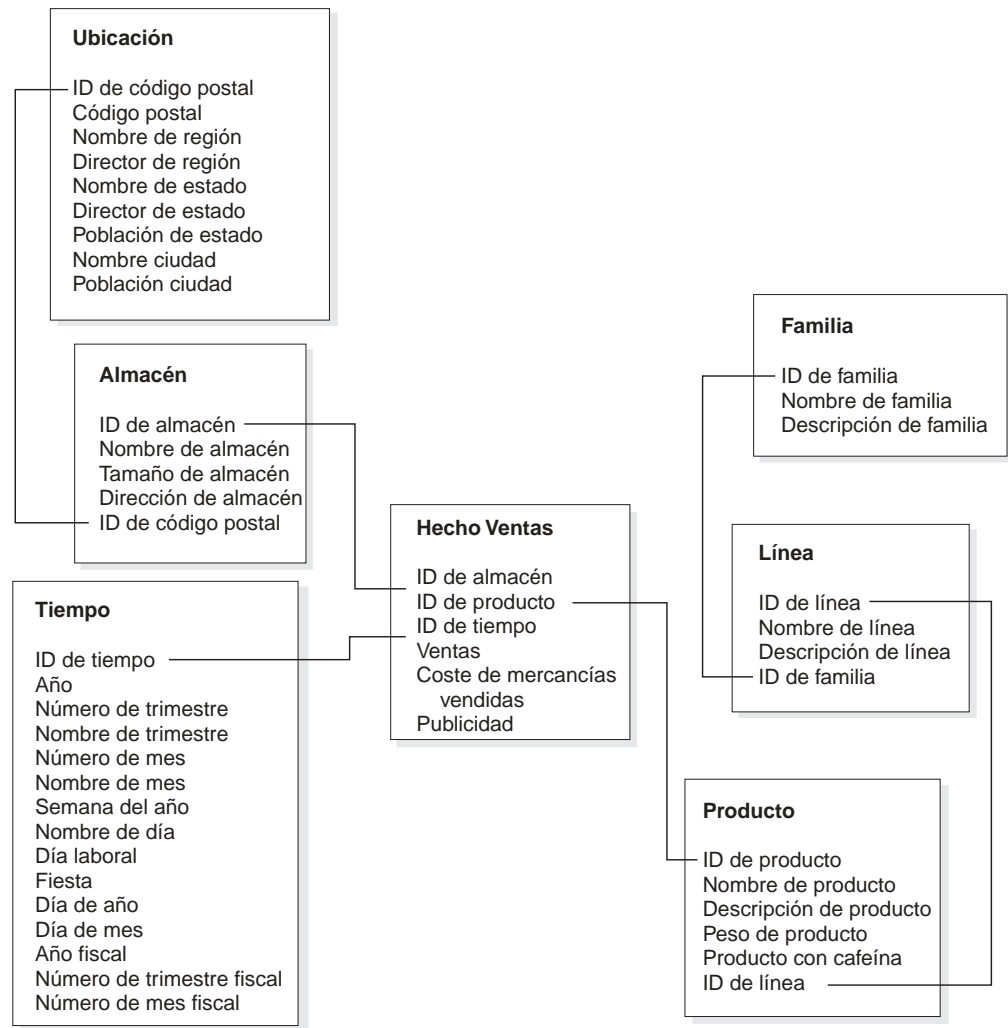 Ubicación
ID de código postal
Código postal
Nombre de región
Director de región
Nombre de estado
Director de estado
Población de estado
Nombre ciudad
Población ciudad
Almacén
ID de almacén
Nombre de almacén
Tamaño de almacén
Dirección de almacén
ID de código postal
Tiempo
ID de tiempo
Año
Número de trimestre
Nombre de trimestre
Número de mes
Nombre de mes
Semana del año
Nombre de día
Día laboral
Fiesta
Día de año
Día de mes
Año fiscal
Número de trimestre fiscal
Número de mes fiscal
Hecho Ventas
ID de almacén
ID de producto
ID de tiempo
Ventas
Coste de mercancías
vendidas
Publicidad
Familia
ID de familia
Nombre de familia
Descripción de familia
Línea
ID de línea
Nombre de línea
Descripción de línea
ID de familia
Producto
ID de producto
Nombre de producto
Descripción de producto
Peso de producto
Producto con cafeína
ID de línea